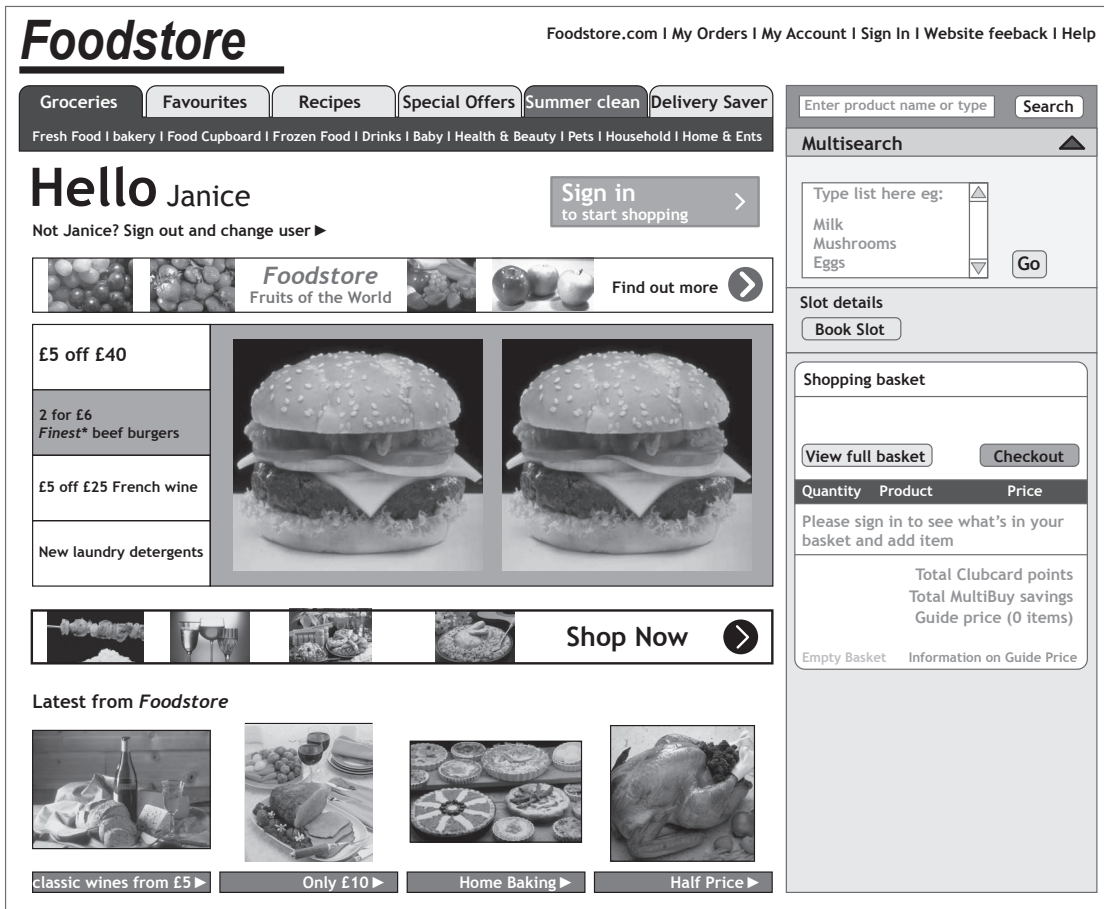 Foodstore
Foodstore.com I My Orders I My Account I Sign In I Website feeback I Help
Groceries
Favourites
Recipes
Special Offers
Summer clean
Delivery Saver
Fresh Food I bakery I Food Cupboard I Frozen Food I Drinks I Baby I Health & Beauty I Pets I Household I Home & Ents
Hello Janice
Not Janice? Sign out and change user ►
Sign in
to start shopping
Foodstore
Fruits of the World
Find out more
£5 off £40
2 for £6
Finest* beef burgers
£5 off £25 French wine
New laundry detergents
Shop Now
Latest from Foodstore
classic wines from £5 ►
Only £10 ►
Home Baking ►
Half Price ►
Enter product name or type
Search
Multisearch
Type list here eg:
Milk
Mushrooms
Eggs
Go
Slot details
Book Slot
Shopping basket
View full basket
Checkout
Quantity Product Price
Please sign in to see what's in your
basket and add item
Total Clubcard points
Total MultiBuy savings
Guide price (0 items)
Empty Basket
Information on Guide Price